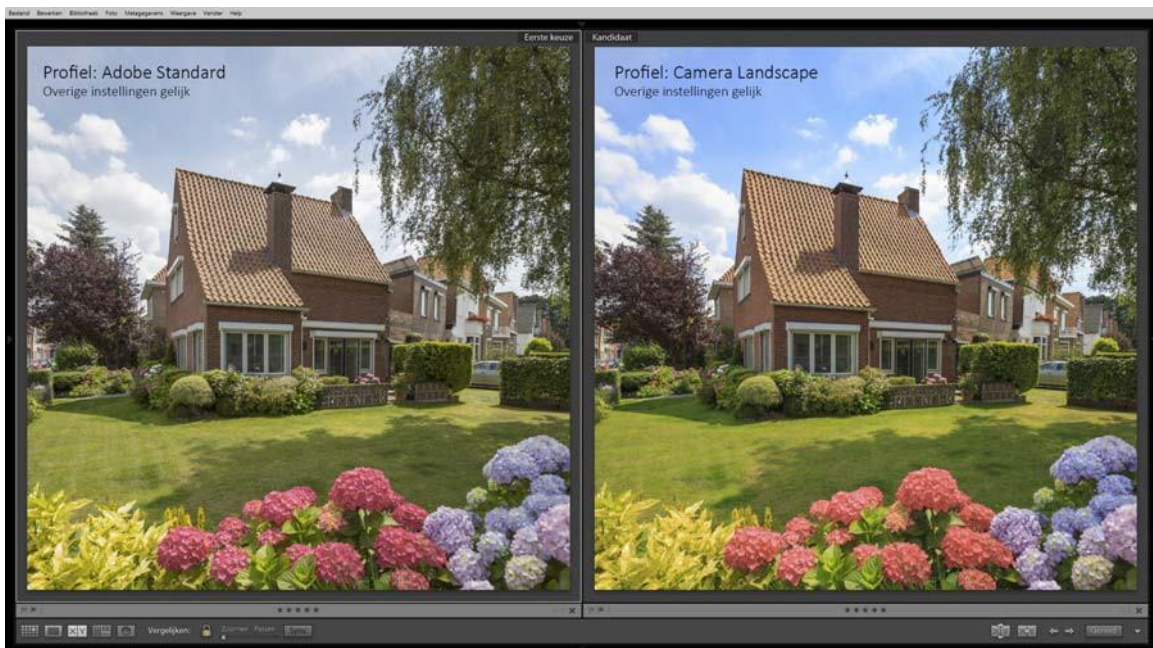 Bestand Bewerken Bibliotheek Foto Metagegevens Weergave Venster Help
Eerste keuze
Kandidaat
Profiel: Adobe Standard
Overige instellingen gelijk
Profiel: Camera Landscape
Overige instellingen gelijk
Vergelijken: Zoomen Passen Sync
Gereed